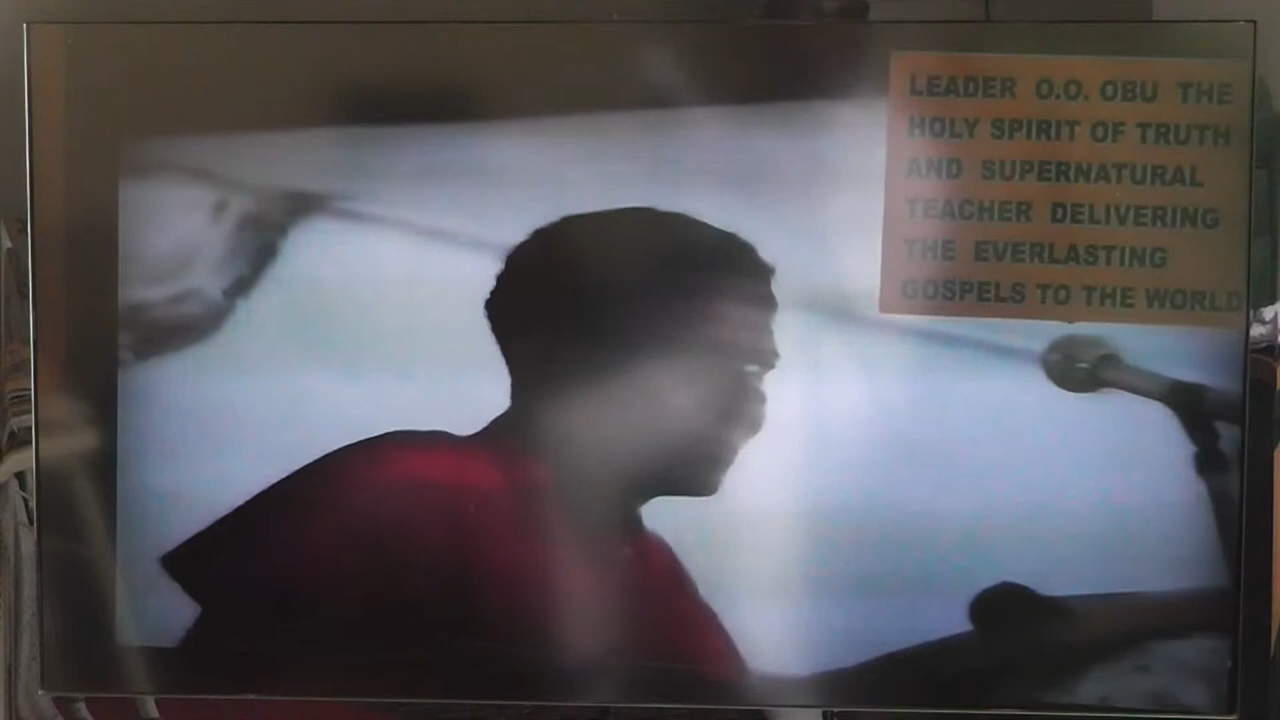 LEADER O.O. OBU THE
HOLY SPIRIT OF TRUTH
AND SUPERNATURAL
TEACHER DELIVERING
THE EVERLASTING
GOSPELS TO THE WORLD